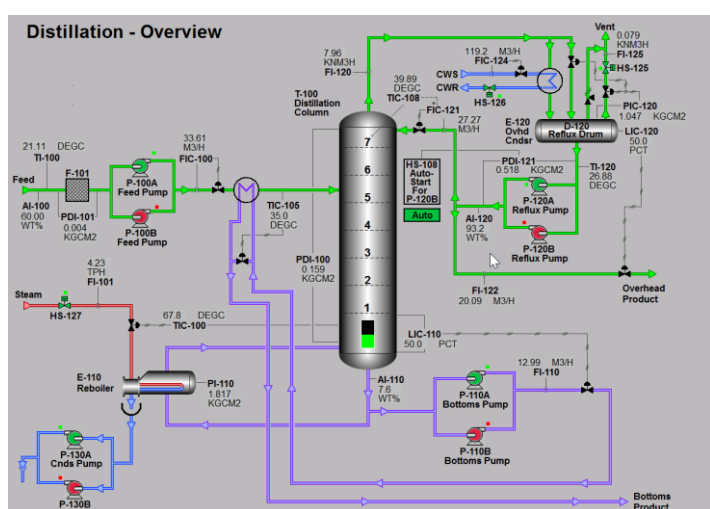 Distillation - Overview
Vent
0.079
KNM3H
FI-125
HS-125
7.96
KNM3H
FI-120
119.2 M3/H
FIC-124
CWS
CWR
HS-126
39.89
DEGC
TIC-108
FIC-121
27.27
M3/H
T-100
Distillation
Column
E-120
Ovhd
Cndsr
D-120
Reflux Drum
PIC-120
1.047 KGCM2
LIC-120
50.0
PCT
21.11 DEGC
TI-100
33.61
M3/H
FIC-100
F-101
Feed
AI-100
60.00
WT%
PDI-101
0.004
KGCM2
P-100A
Feed Pump
P-100B
Feed Pump
TIC-105
35.0
DEGC
HS-108
Auto-
Start
For
P-120B
Auto
PDI-121
0.518 KGCM2
TI-120
26.88
DEGC
P-120A
Reflux Pump
AI-120
93.2
WT%
P-120B
Reflux Pump
7
6
5
4
3
2
1
PDI-100
0.159
KGCM2
FI-122
20.09 M3/H
Overhead
Product
4.23
TPH
FI-101
Steam
HS-127
67.8 DEGC
TIC-100
LIC-110
50.0 PCT
E-110
Reboiler
PI-110
1.817
KGCM2
AI-110
7.6
WT%
12.99 M3/H
FI-110
P-110A
Bottoms Pump
P-110B
Bottoms Pump
P-130A
Cnds Pump
P-130B
Bottoms
Product